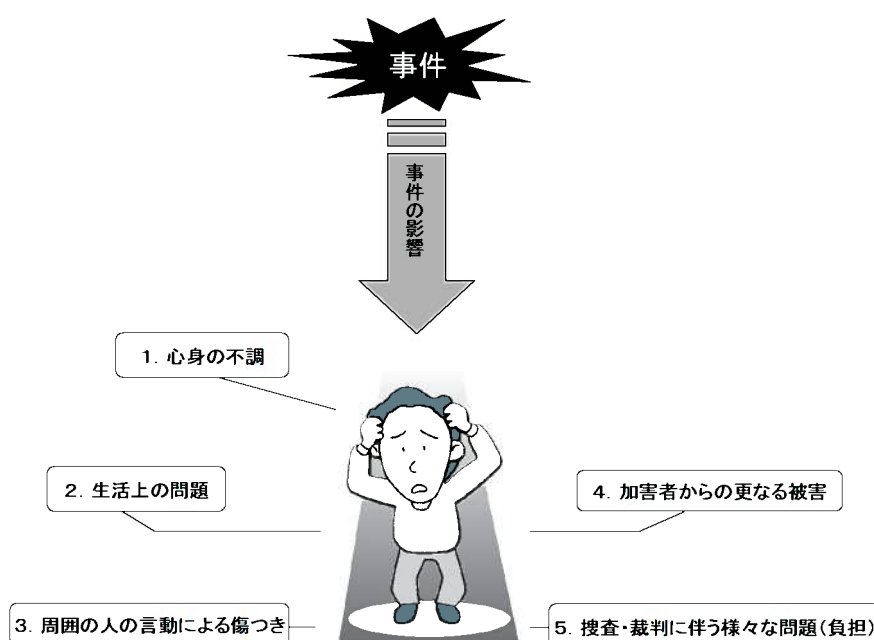 事件
事件の影響
1. 心身の不調
2. 生活上の問題
4. 加害者からの更なる被害
3. 周囲の人の言動による傷つき
5. 捜査・裁判に伴う様々な問題(負担)